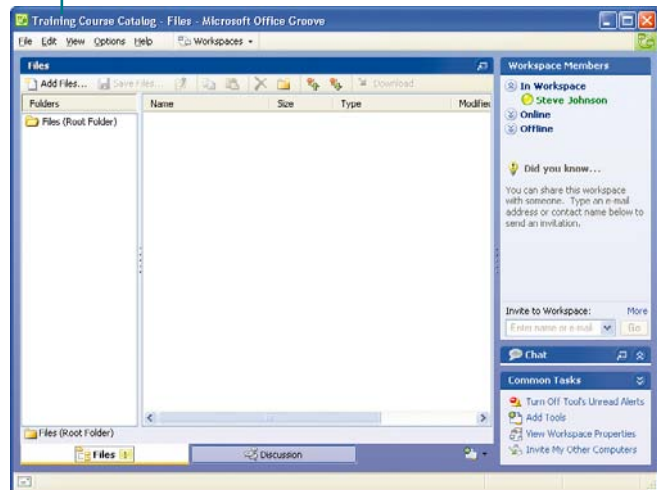 Training Course Catalog - Files - Microsoft Office Groove
File Edit View Options Help Workspaces
Files
Add Files... Save Files... Download
Folders Name Size Type Modified
Files (Root Folder)
Files (Root Folder)
Files Discussion
Workspace Members
In Workspace
Steve Johnson
Online
Offline
Did you know...
You can share this workspace
with someone. Type an e-mail
address or contact name below to
send an invitation.
Invite to Workspace: More
Enter name or e-mail Go
Chat
Common Tasks
Turn Off Tool's Unread Alerts
Add Tools
View Workspace Properties
Invite My Other Computers